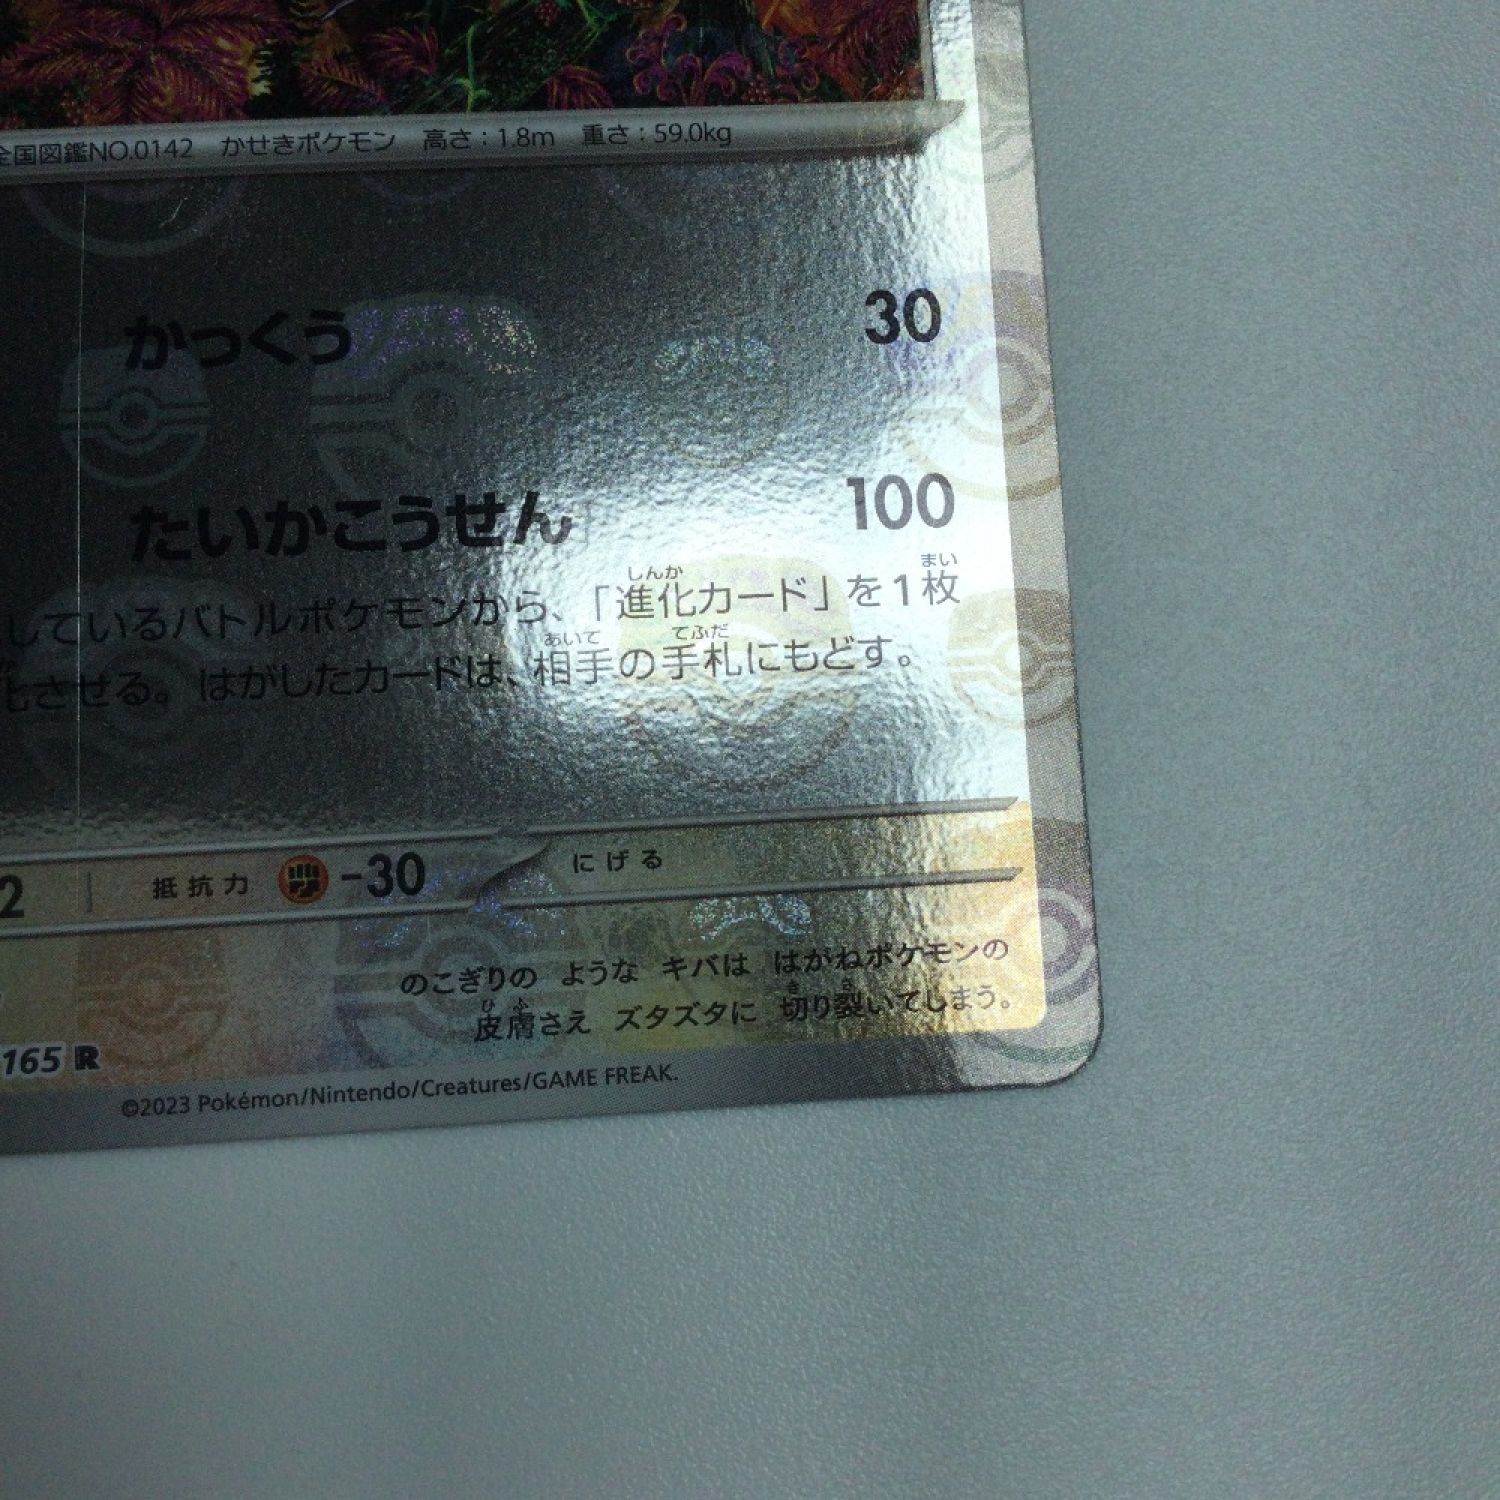 全国図鑑NO.0142 かせきポケモン 高さ：1.8m 重さ：59.0kg
かっくう 30
たいかこうせん 100
しんか まい
しているバトルポケモンから、「進化カード」を1枚
あいて てふだ
化させる。はがしたカードは、相手の手札にもどす。
2 抵抗力 -30 にげる
のこぎりの ような キバは はがねポケモンの
ひふ き さ
皮膚さえ ズタズタに 切り裂いてしまう。
165 R
©2023 Pokémon/Nintendo/Creatures/GAME FREAK.